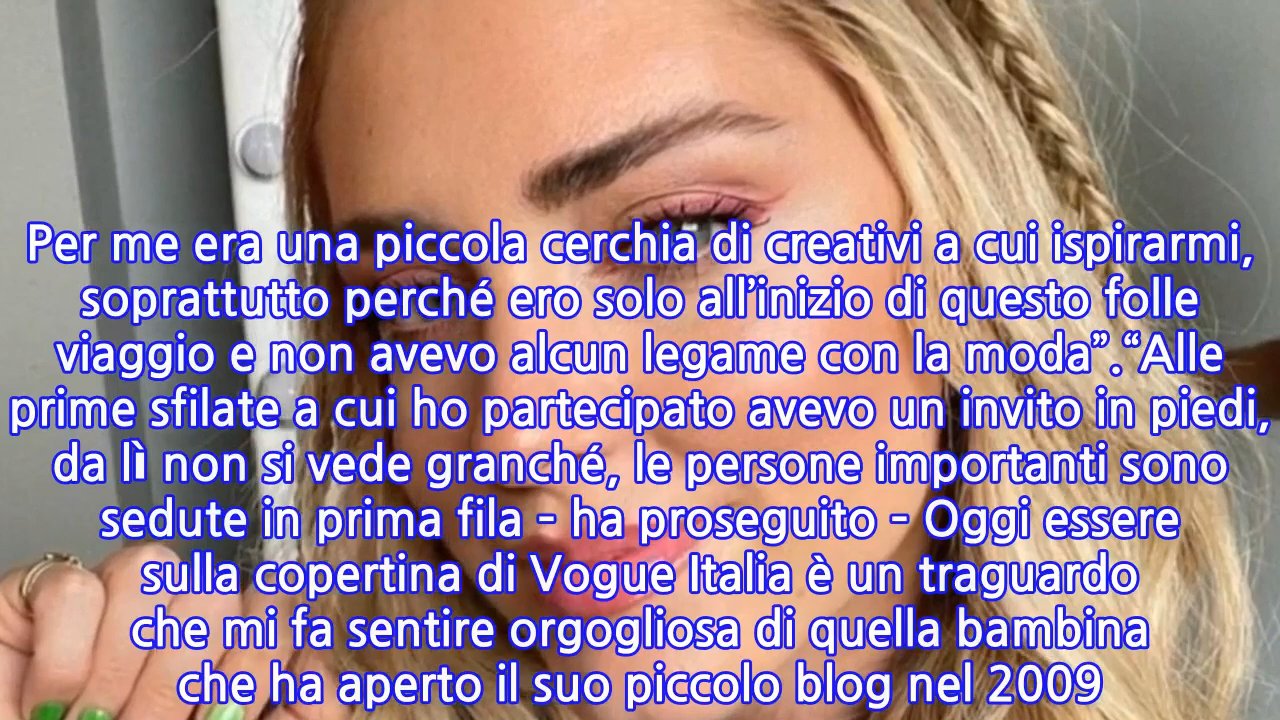 Per me era una piccola cerchia di creativi a cui ispirarmi,
soprattutto perché ero solo all’inizio di questo folle
viaggio e non avevo alcun legame con la moda”.“Alle
prime sfilate a cui ho partecipato avevo un invito in piedi,
da lì non si vede granché, le persone importanti sono
sedute in prima fila - ha proseguito - Oggi essere
sulla copertina di Vogue Italia è un traguardo
che mi fa sentire orgogliosa di quella bambina
che ha aperto il suo piccolo blog nel 2009